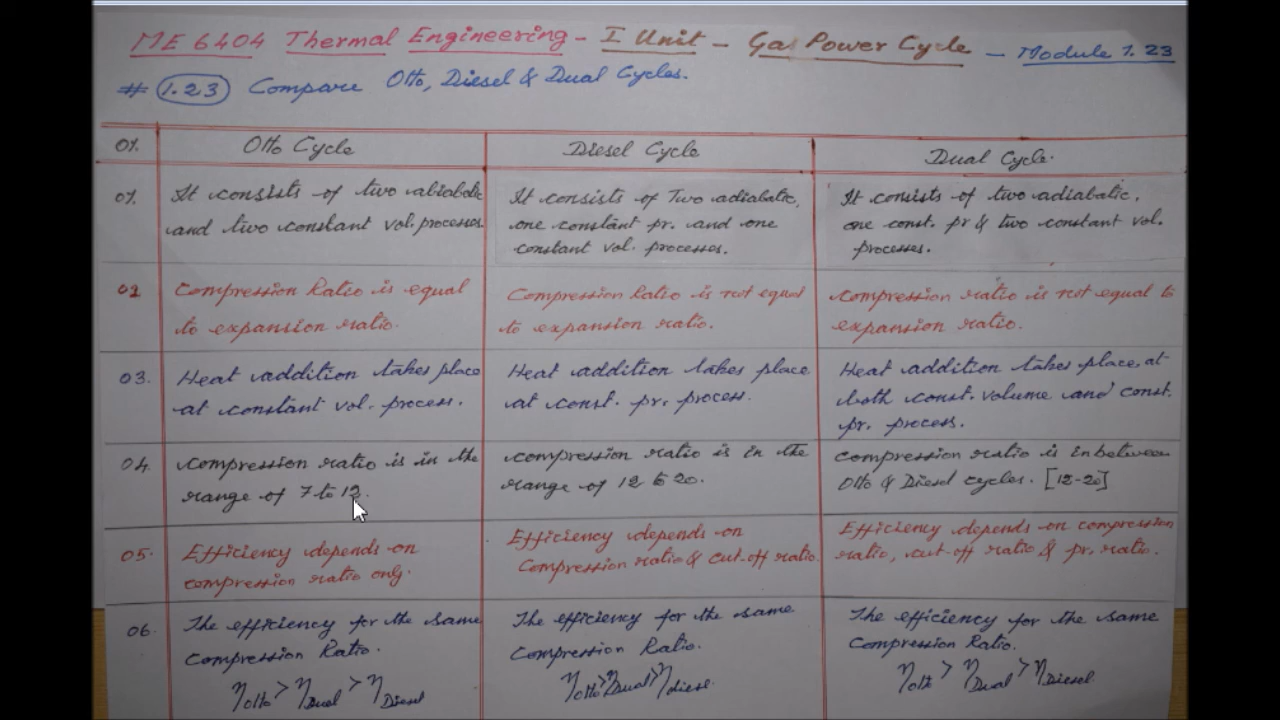 ME 6404 Thermal Engineering - I Unit - Gas Power Cycle - Module 1.23
# 1.23 Compare Otto, Diesel & Dual Cycles.
01. Otto Cycle Diesel Cycle Dual Cycle.
01. It consists of two abiabatic
and two constant vol. processes.
It consists of Two adiabatic,
one constant pr. and one
constant vol. processes.
It consists of two adiabatic,
one const. pr & two constant vol.
processes.
02 Compression Ratio is equal
to expansion ratio.
Compression Ratio is not equal
to expansion ratio.
compression ratio is not equal to
expansion ratio.
03. Heat addition takes place
at constant vol. process.
Heat addition takes place
at const. pr. process.
Heat addition takes place, at
both const. volume and const.
pr. process.
04. compression ratio is in the
range of 7 to 12.
compression ratio is in the
range of 12 to 20.
compression ratio is in between
Otto & Diesel cycles. [12-20]
05. Efficiency depends on
compression ratio only.
Efficiency depends on
Compression ratio & cut-off ratio.
Efficiency depends on compression
ratio, cut-off ratio & pr. ratio.
06. The efficiency for the same
Compression Ratio.
η Otto > η Dual > η Diesel
The efficiency for the same
Compression Ratio.
η Otto > η Dual > η diesel.
The efficiency for the same
Compression Ratio.
η Otto > η Dual > η Diesel.